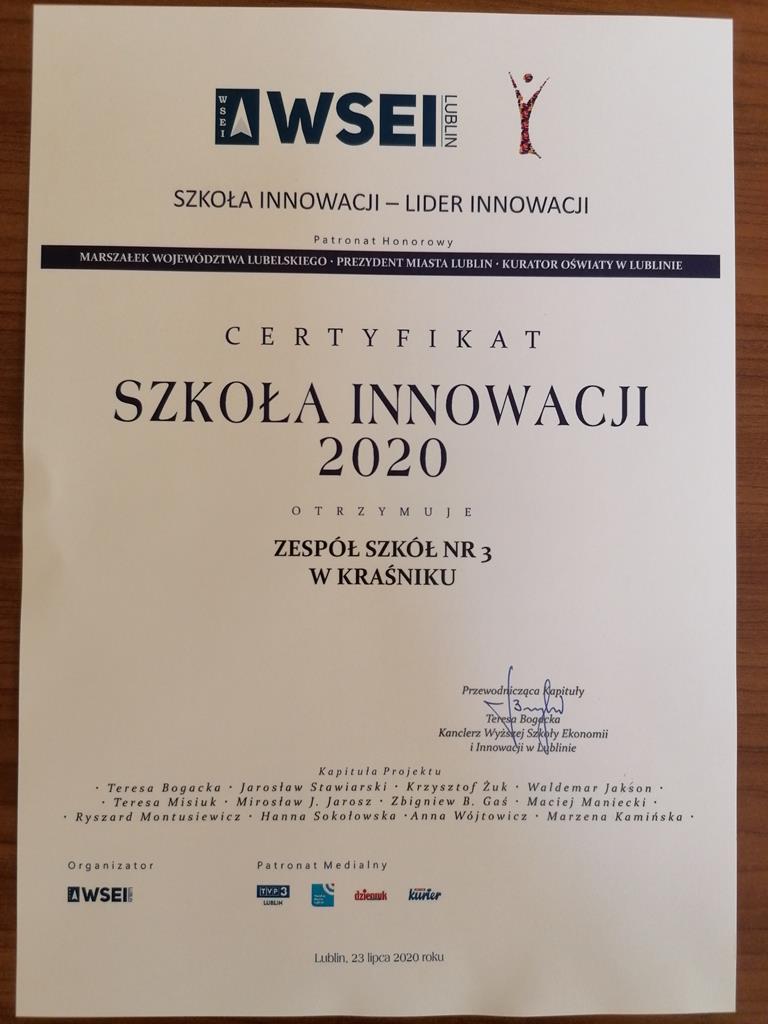 WSEI
WSEI
LUBLIN
SZKOŁA INNOWACJI – LIDER INNOWACJI
Patronat Honorowy
MARSZAŁEK WOJEWÓDZTWA LUBELSKIEGO · PREZYDENT MIASTA LUBLIN · KURATOR OŚWIATY W LUBLINIE
CERTYFIKAT
SZKOŁA INNOWACJI
2020
OTRZYMUJE
ZESPÓŁ SZKÓŁ NR 3
W KRAŚNIKU
Przewodnicząca Kapituły
Teresa Bogacka
Kanclerz Wyższej Szkoły Ekonomii
i Innowacji w Lublinie
Kapituła Projektu
· Teresa Bogacka · Jarosław Stawiarski · Krzysztof Żuk · Waldemar Jakson ·
· Teresa Misiuk · Mirosław J. Jarosz · Zbigniew B. Gaś · Maciej Maniecki ·
· Ryszard Montusiewicz · Hanna Sokołowska · Anna Wójtowicz · Marzena Kamińska ·
Organizator
Patronat Medialny
WSEI
TVP3
LUBLIN
dziennik
kurier
Lublin, 23 lipca 2020 roku